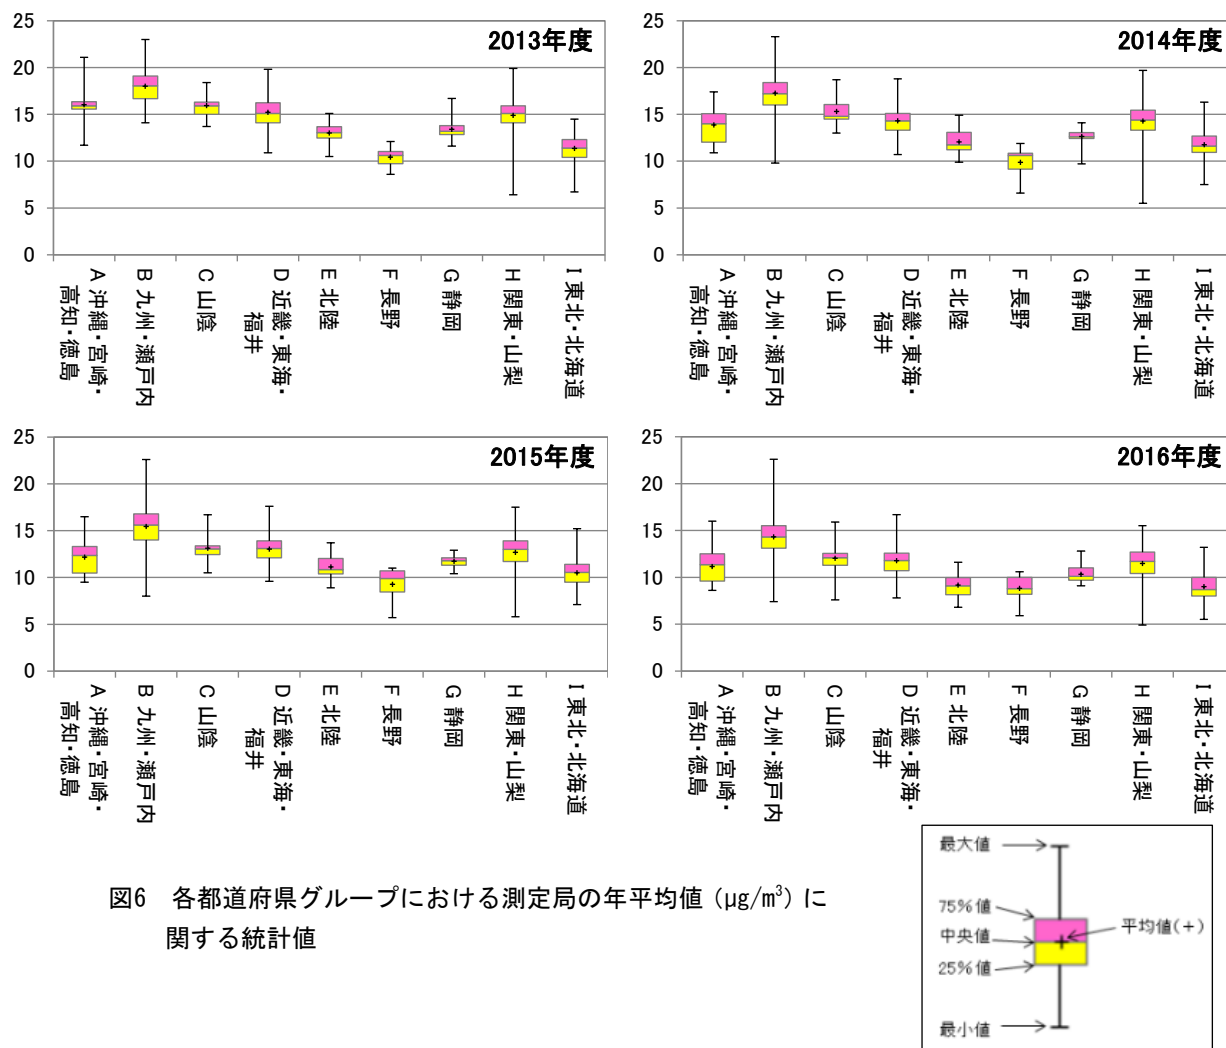 2013年度
25
20
15
10
5
0
A 沖縄・宮崎・
高知・徳島
B 九州・瀬戸内
C 山陰
D 近畿・東海・
福井
E 北陸
F 長野
G 静岡
H 関東・山梨
I 東北・北海道
2014年度
25
20
15
10
5
0
A 沖縄・宮崎・
高知・徳島
B 九州・瀬戸内
C 山陰
D 近畿・東海・
福井
E 北陸
F 長野
G 静岡
H 関東・山梨
I 東北・北海道
2015年度
25
20
15
10
5
0
A 沖縄・宮崎・
高知・徳島
B 九州・瀬戸内
C 山陰
D 近畿・東海・
福井
E 北陸
F 長野
G 静岡
H 関東・山梨
I 東北・北海道
2016年度
25
20
15
10
5
0
A 沖縄・宮崎・
高知・徳島
B 九州・瀬戸内
C 山陰
D 近畿・東海・
福井
E 北陸
F 長野
G 静岡
H 関東・山梨
I 東北・北海道
最大値
75%値
中央値
平均値(+)
25%値
最小値
図6 各都道府県グループにおける測定局の年平均値 (μg/m³) に
関する統計値